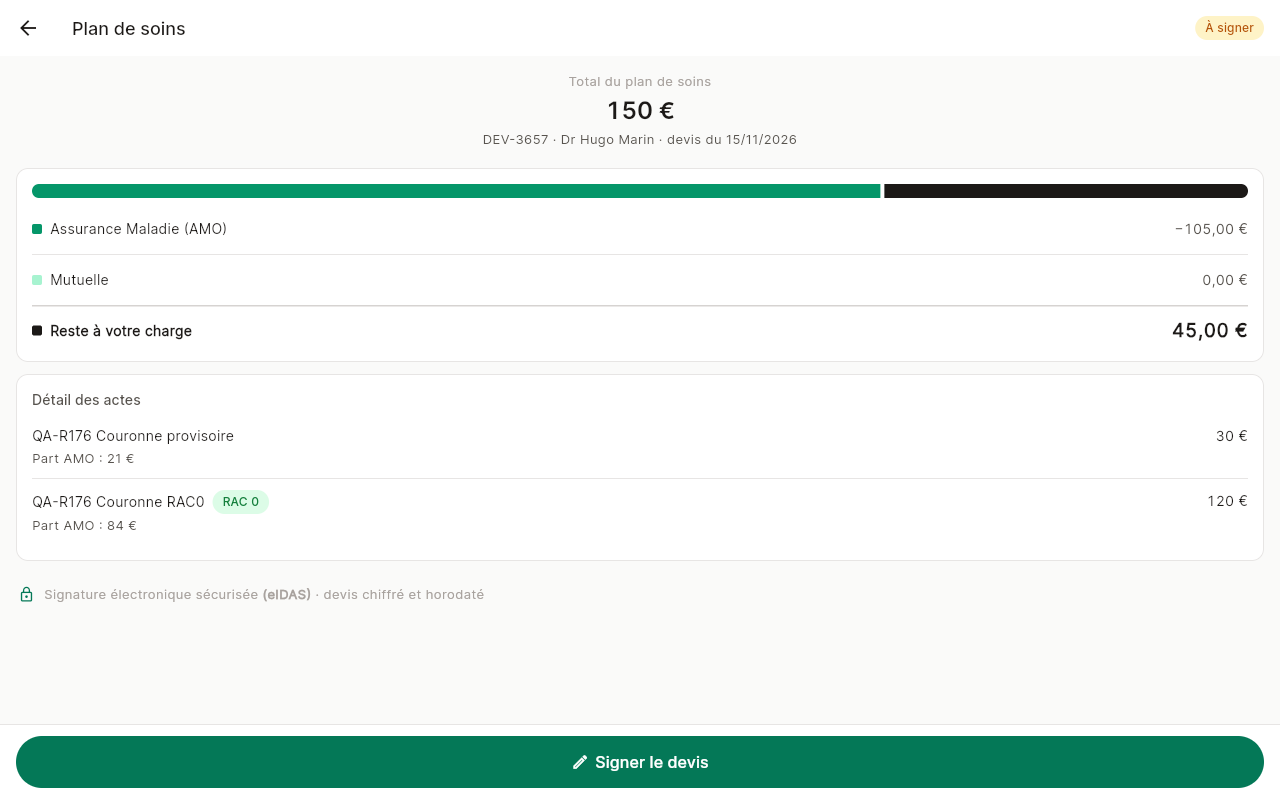 Plan de soins
À signer
Total du plan de soins
150 €
DEV-3657 · Dr Hugo Marin · devis du 15/11/2026
Assurance Maladie (AMO)
−105,00 €
Mutuelle
0,00 €
Reste à votre charge
45,00 €
Détail des actes
QA-R176 Couronne provisoire
30 €
Part AMO : 21 €
QA-R176 Couronne RAC0
RAC 0
120 €
Part AMO : 84 €
Signature électronique sécurisée (eIDAS) · devis chiffré et horodaté
Signer le devis